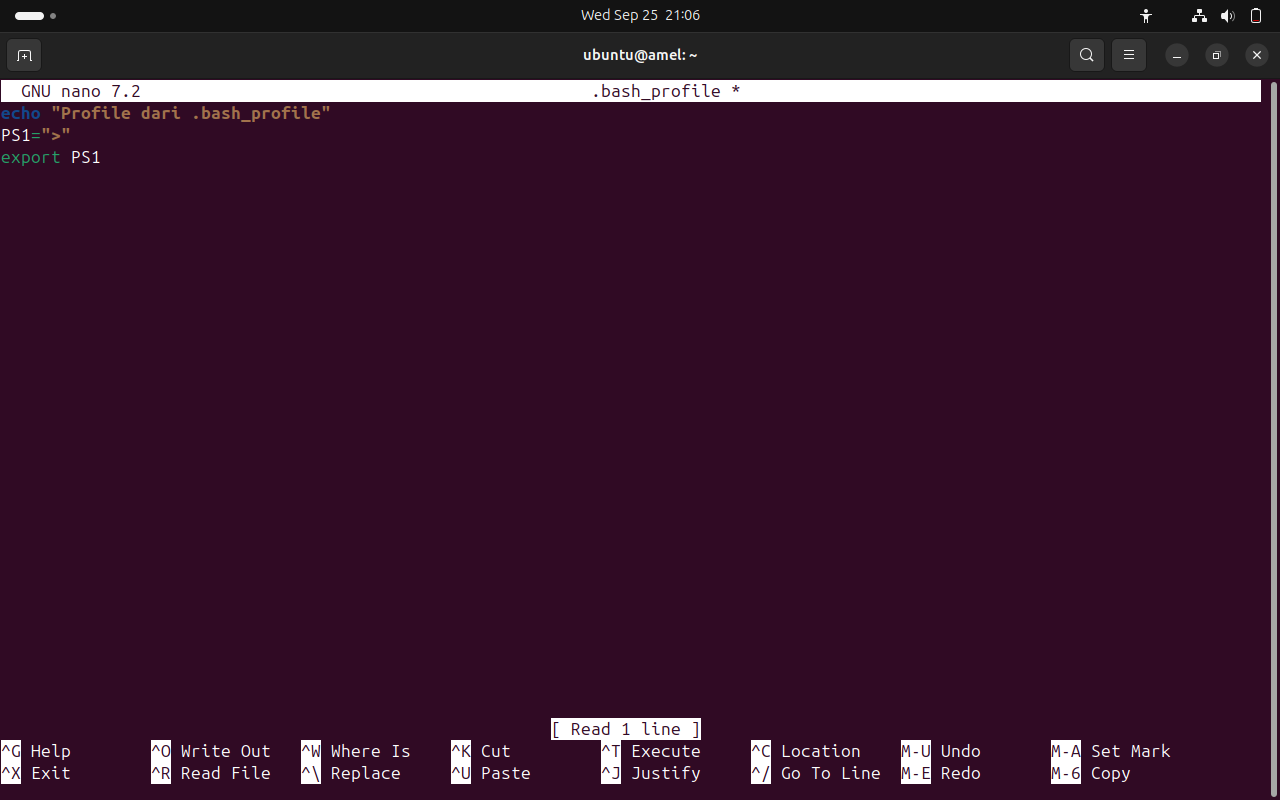 Wed Sep 25 21:06
ubuntu@amel: ~
GNU nano 7.2 .bash_profile *
echo "Profile dari .bash_profile"
PS1=">"
export PS1
[ Read 1 line ]
^G Help ^O Write Out ^W Where Is ^K Cut ^T Execute ^C Location M-U Undo M-A Set Mark
^X Exit ^R Read File ^\ Replace ^U Paste ^J Justify ^/ Go To Line M-E Redo M-6 Copy